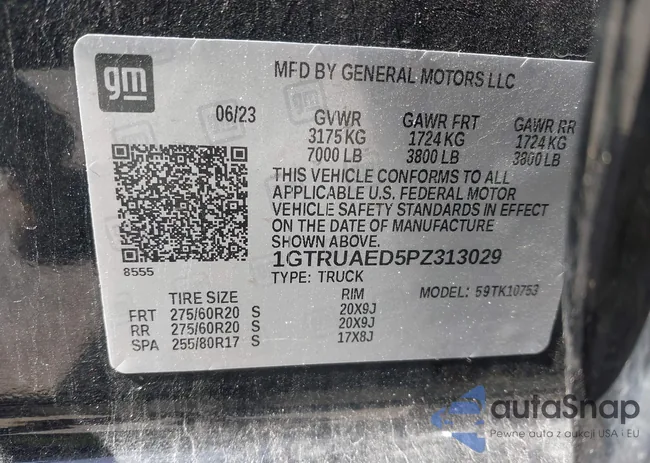 gm
MFD BY GENERAL MOTORS LLC
06/23
GVWR GAWR FRT GAWR RR
3175 KG 1724 KG 1724 KG
7000 LB 3800 LB 3800 LB
THIS VEHICLE CONFORMS TO ALL
APPLICABLE U.S. FEDERAL MOTOR
VEHICLE SAFETY STANDARDS IN EFFECT
ON THE DATE OF MANUFACTURE
SHOWN ABOVE.
8555
1GTRUAED5PZ313029
TYPE: TRUCK
MODEL: 59TK10753
TIRE SIZE RIM
FRT 275/60R20 S 20X9J
RR 275/60R20 S 20X9J
SPA 255/80R17 S 17X8J
autoSnap
Pewne auta z aukcji USA i EU